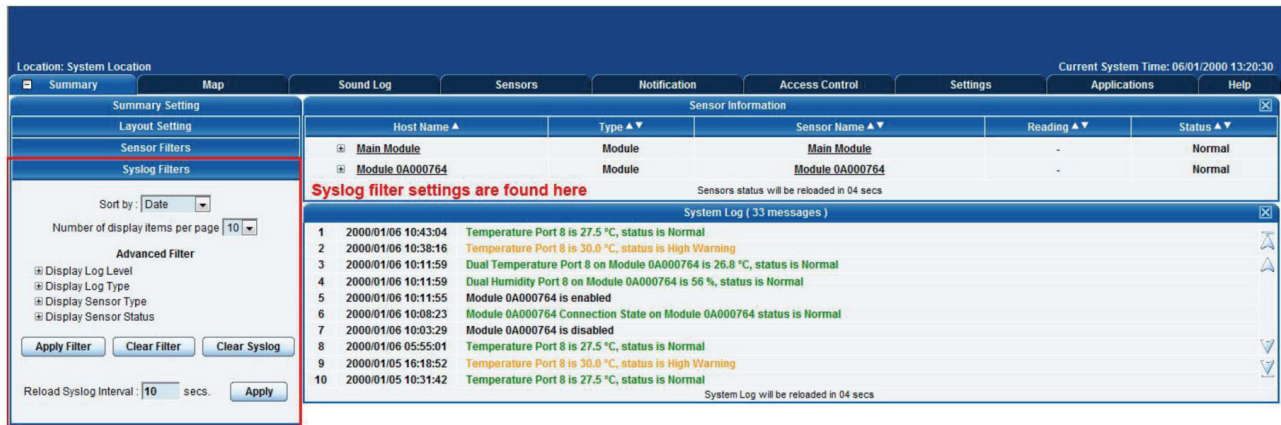 Location: System Location
Current System Time: 06/01/2000 13:20:30
Summary Map Sound Log Sensors Notification Access Control Settings Applications Help
Summary Setting
Layout Setting
Sensor Filters
Syslog Filters
Sort by : Date
Number of display items per page 10
Advanced Filter
Display Log Level
Display Log Type
Display Sensor Type
Display Sensor Status
Apply Filter Clear Filter Clear Syslog
Reload Syslog Interval : 10 secs. Apply
Sensor Information
Host Name Type Sensor Name Reading Status
Main Module Module Main Module - Normal
Module 0A000764 Module Module 0A000764 - Normal
Syslog filter settings are found here
Sensors status will be reloaded in 04 secs
System Log ( 33 messages )
1 2000/01/06 10:43:04 Temperature Port 8 is 27.5 °C, status is Normal
2 2000/01/06 10:38:16 Temperature Port 8 is 30.0 °C, status is High Warning
3 2000/01/06 10:11:59 Dual Temperature Port 8 on Module 0A000764 is 26.8 °C, status is Normal
4 2000/01/06 10:11:59 Dual Humidity Port 8 on Module 0A000764 is 56 %, status is Normal
5 2000/01/06 10:11:55 Module 0A000764 is enabled
6 2000/01/06 10:08:23 Module 0A000764 Connection State on Module 0A000764 status is Normal
7 2000/01/06 10:03:29 Module 0A000764 is disabled
8 2000/01/06 05:55:01 Temperature Port 8 is 27.5 °C, status is Normal
9 2000/01/05 16:18:52 Temperature Port 8 is 30.0 °C, status is High Warning
10 2000/01/05 10:31:42 Temperature Port 8 is 27.5 °C, status is Normal
System Log will be reloaded in 04 secs